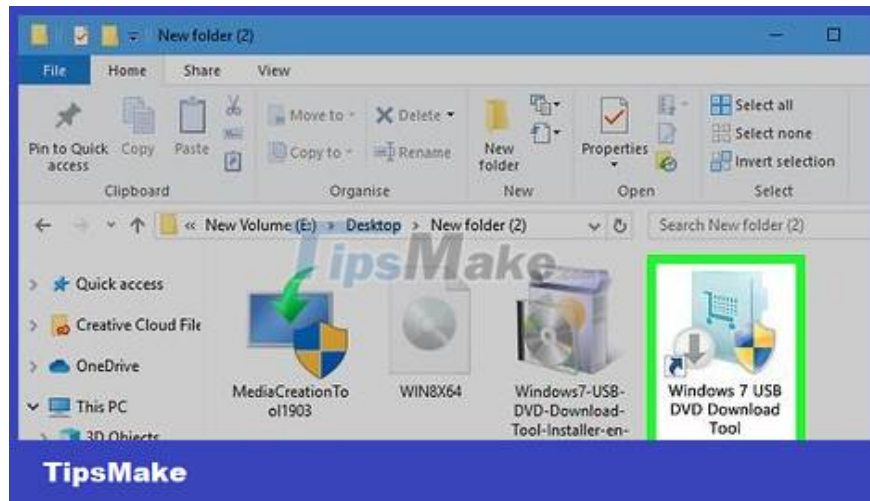 New folder (2)
File Home Share View
Pin to Quick access
Copy
Paste
Move to
Copy to
Delete
Rename
New folder
Properties
Select all
Select none
Invert selection
Clipboard Organise New Open Select
« New Volume (E:) > Desktop > New folder (2)
Search New folder (2)
TipsMake
Quick access
Creative Cloud File
OneDrive
This PC
3D Objects
MediaCreationTo
ol1903
WIN8X64
Windows7-USB-
DVD-Download-
Tool-Installer-en-
Windows 7 USB
DVD Download
Tool
TipsMake